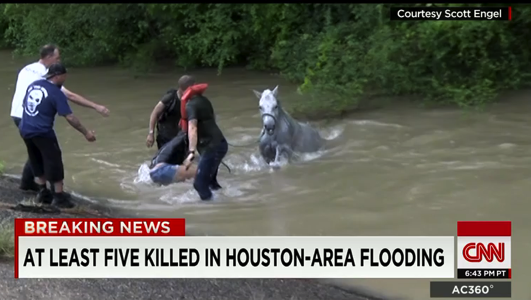 Courtesy Scott Engel
BREAKING NEWS
AT LEAST FIVE KILLED IN HOUSTON-AREA FLOODING
CNN
6:43 PM PT
AC360°